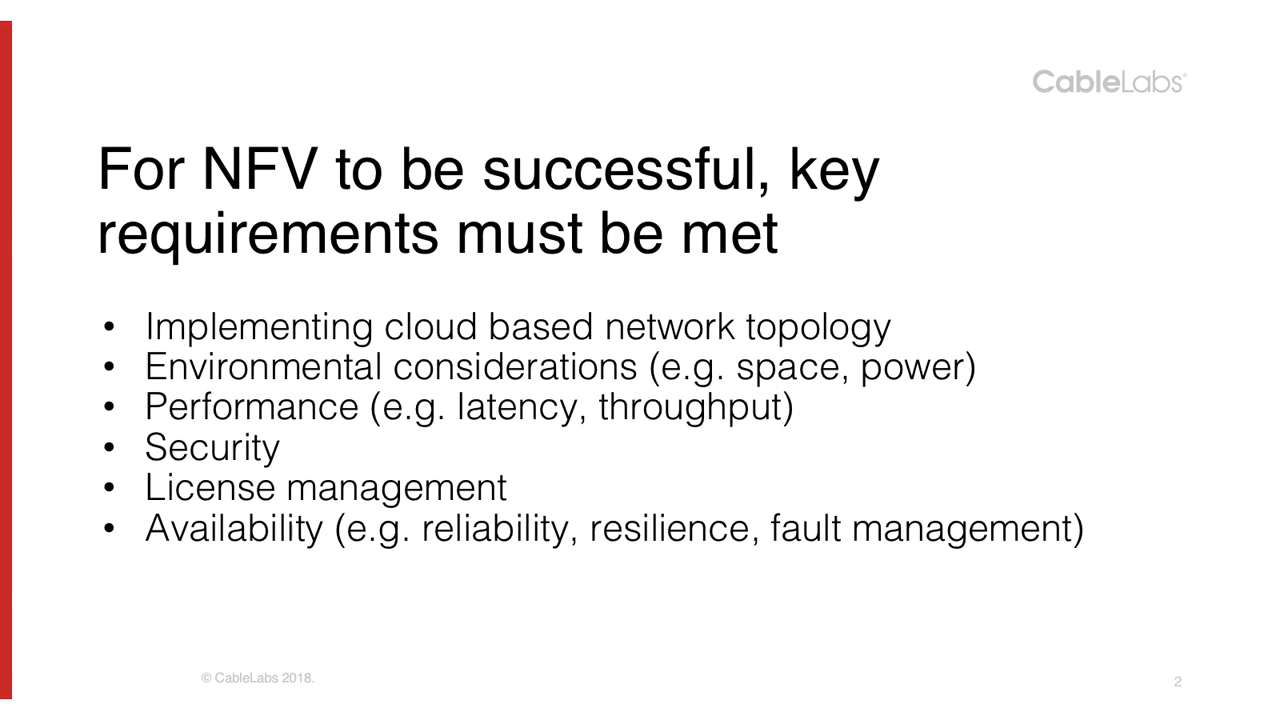 CableLabs®
For NFV to be successful, key
requirements must be met
• Implementing cloud based network topology
• Environmental considerations (e.g. space, power)
• Performance (e.g. latency, throughput)
• Security
• License management
• Availability (e.g. reliability, resilience, fault management)
© CableLabs 2018.
2